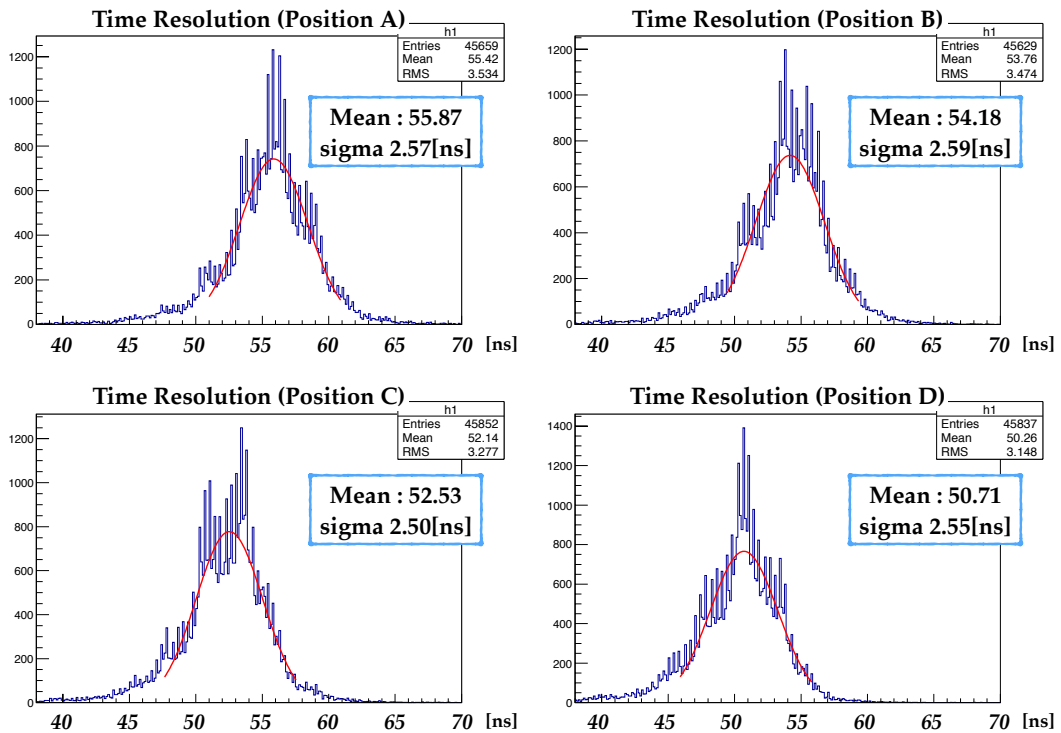 Time Resolution (Position A)
h1
Entries 45659
Mean 55.42
RMS 3.534
Mean : 55.87
sigma 2.57[ns]
1200
1000
800
600
400
200
0
40 45 50 55 60 65 70 [ns]
Time Resolution (Position B)
h1
Entries 45629
Mean 53.76
RMS 3.474
Mean : 54.18
sigma 2.59[ns]
1200
1000
800
600
400
200
0
40 45 50 55 60 65 70 [ns]
Time Resolution (Position C)
h1
Entries 45852
Mean 52.14
RMS 3.277
Mean : 52.53
sigma 2.50[ns]
1200
1000
800
600
400
200
0
40 45 50 55 60 65 70 [ns]
Time Resolution (Position D)
h1
Entries 45837
Mean 50.26
RMS 3.148
Mean : 50.71
sigma 2.55[ns]
1400
1200
1000
800
600
400
200
0
40 45 50 55 60 65 70 [ns]